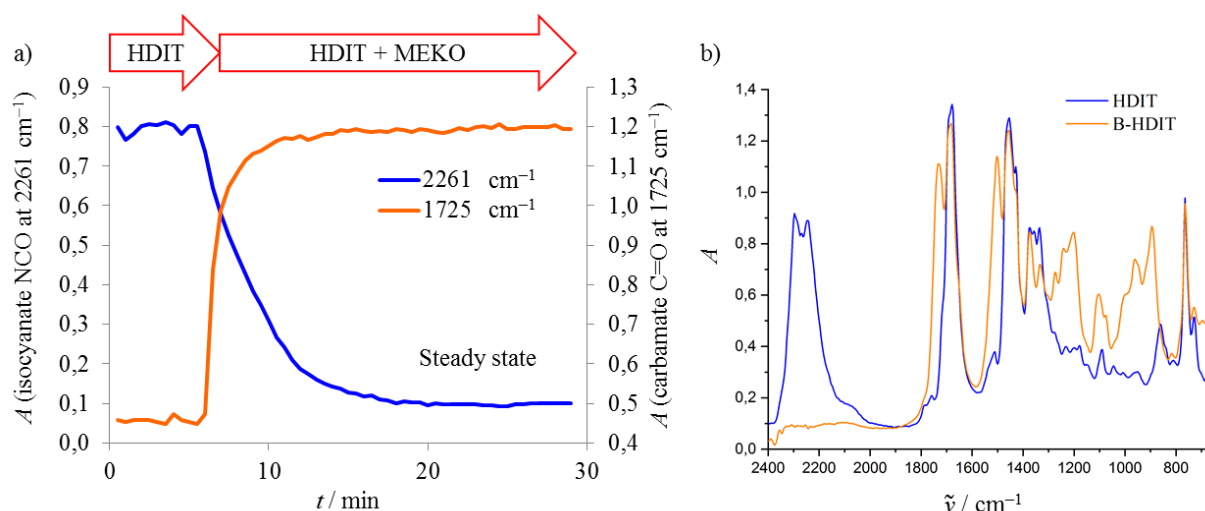 a)
HDIT
HDIT + MEKO
A (isocyanate NCO at 2261 cm⁻¹)
0,9
0,8
0,7
0,6
0,5
0,4
0,3
0,2
0,1
0,0
2261 cm⁻¹
1725 cm⁻¹
Steady state
0
10
20
30
t / min
1,3
1,2
1,1
1,0
0,9
0,8
0,7
0,6
0,5
0,4
A (carbamate C=O at 1725 cm⁻¹)
b)
HDIT
B-HDIT
A
1,4
1,2
1,0
0,8
0,6
0,4
0,2
0,0
2400 2200 2000 1800 1600 1400 1200 1000 800
ṽ / cm⁻¹